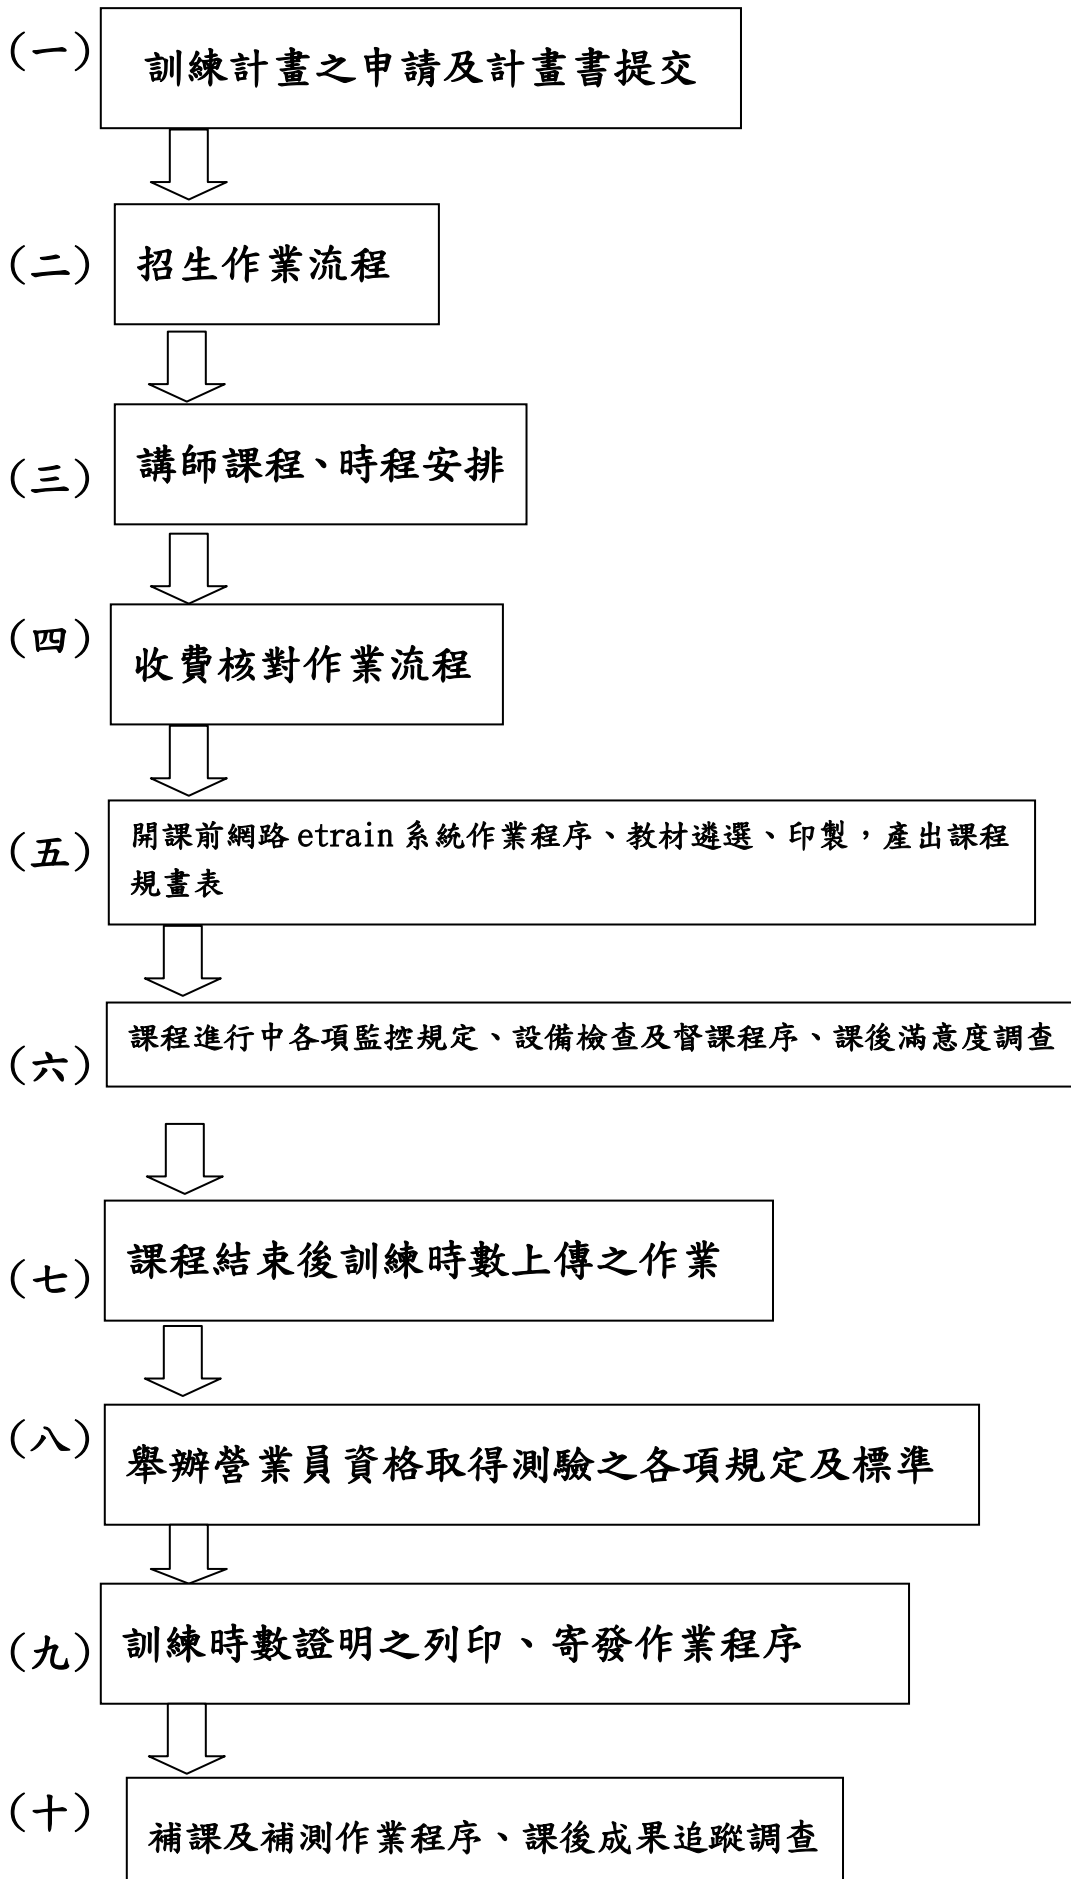 (一) 訓練計畫之申請及計畫書提交
(二) 招生作業流程
(三) 講師課程、時程安排
(四) 收費核對作業流程
(五) 開課前網路 etrain 系統作業程序、教材遴選、印製，產出課程
規畫表
(六) 課程進行中各項監控規定、設備檢查及督課程序、課後滿意度調查
(七) 課程結束後訓練時數上傳之作業
(八) 舉辦營業員資格取得測驗之各項規定及標準
(九) 訓練時數證明之列印、寄發作業程序
(十) 補課及補測作業程序、課後成果追蹤調查